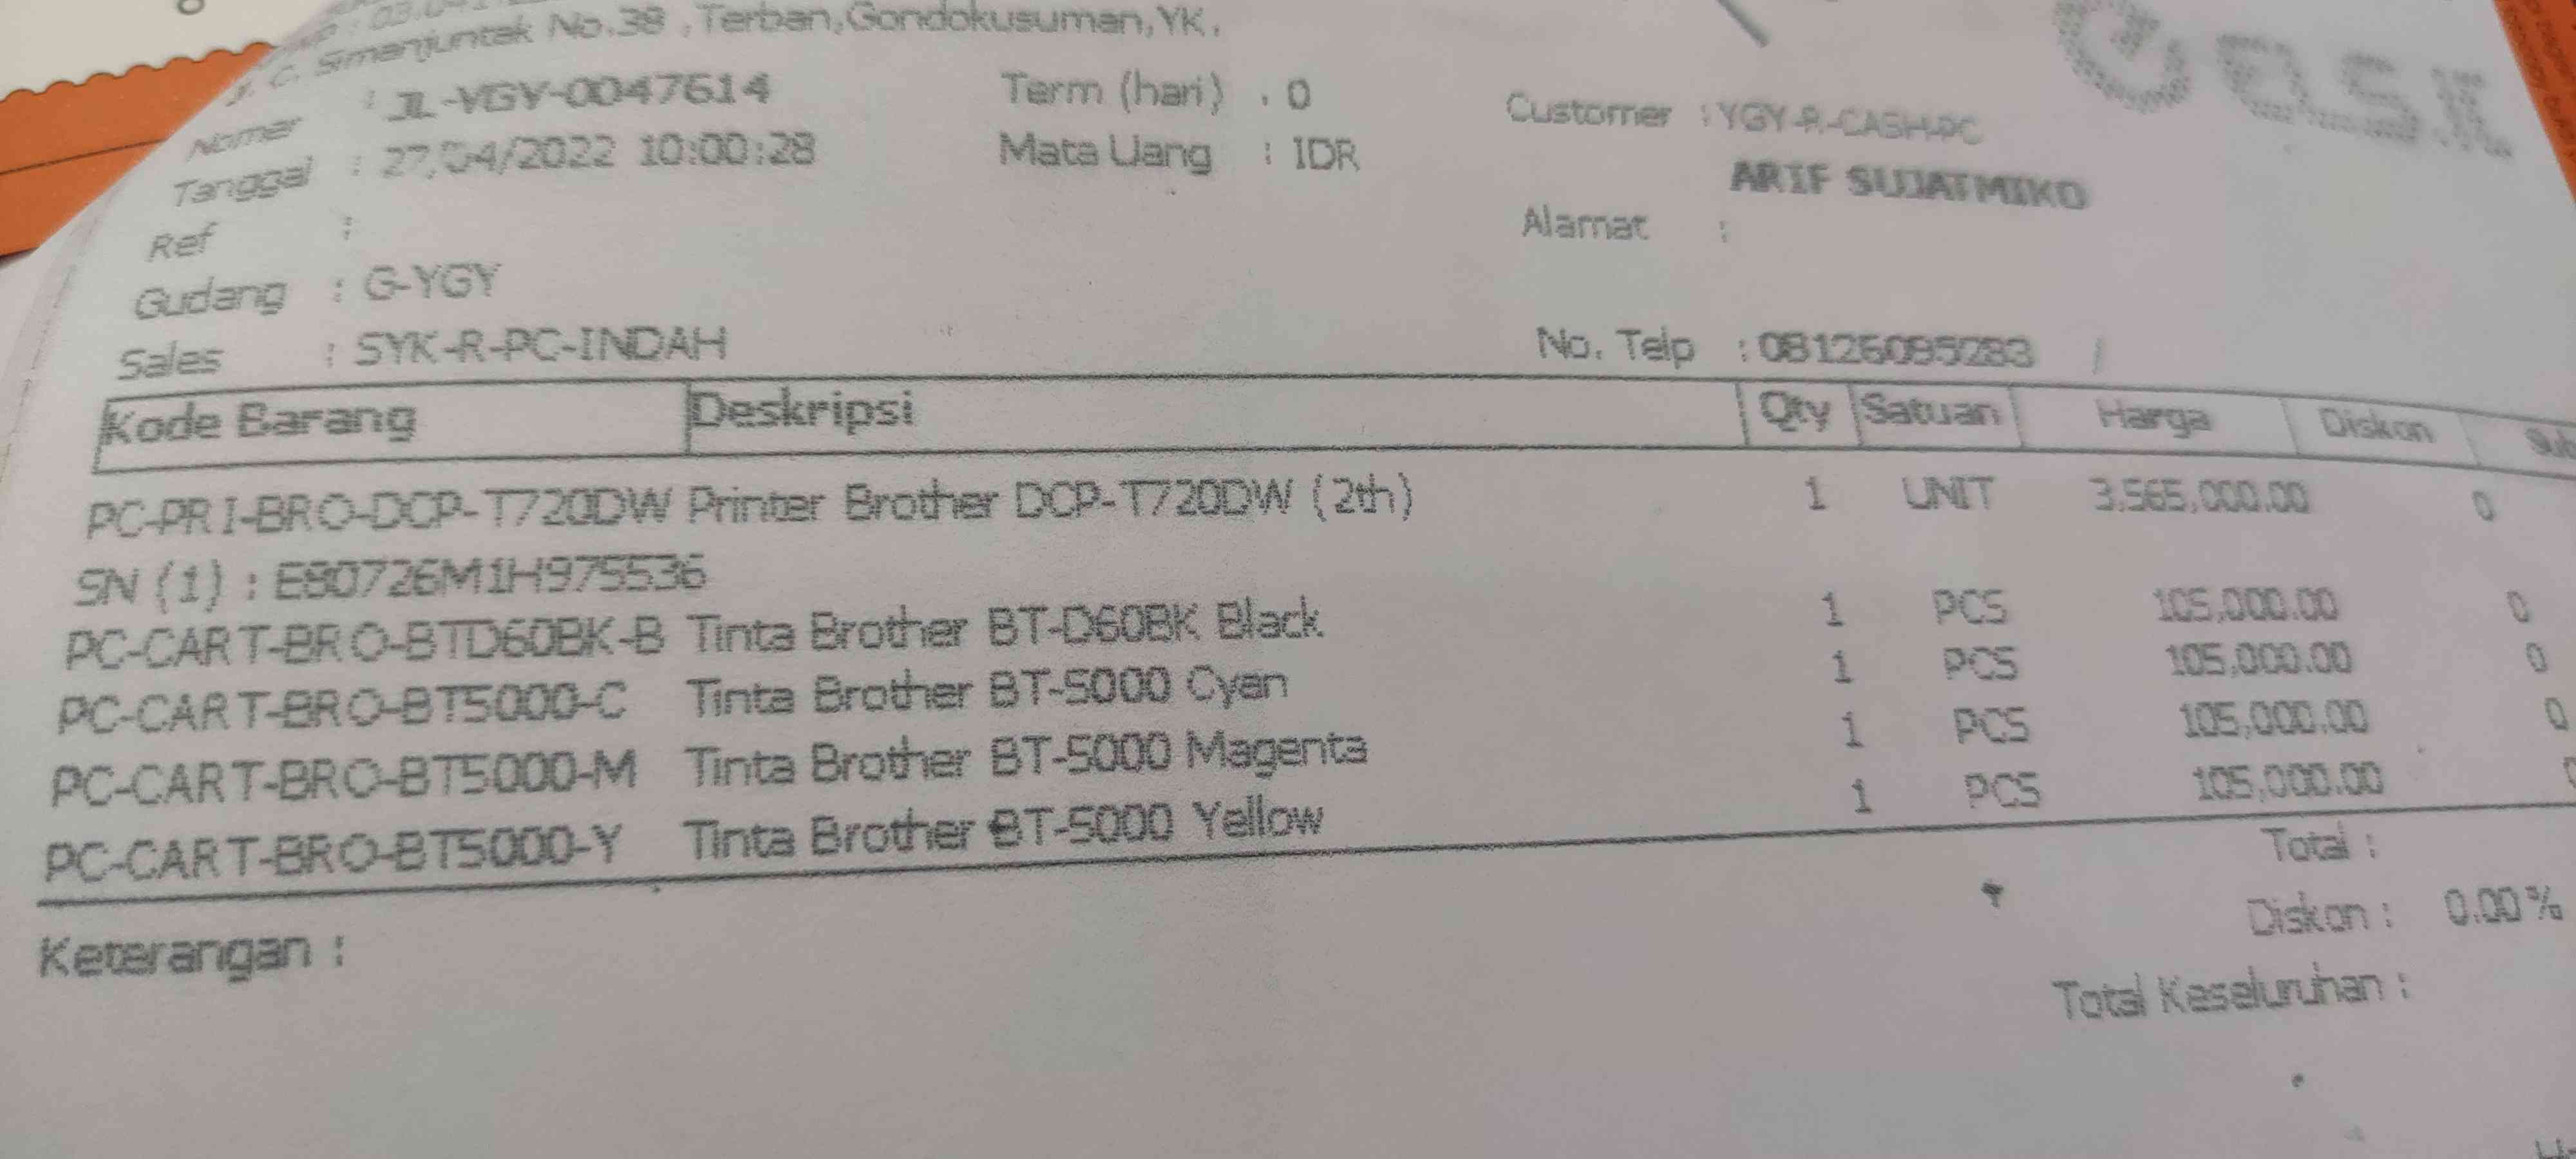 C. Simanjuntak No.38 ,Terban,Gondokusuman,YK.
Nomer : JL-YGY-0047614
Tanggal : 27/04/2022 10:00:28
Ref :
Gudang : G-YGY
Sales : SYK-R-PC-INDAH
Term (hari) : 0
Mata Uang : IDR
Customer : YGY-R-CASH-PC
ARIF SUJATMIKO
Alamat :
No. Telp : 08126095283 /
Kode Barang Deskripsi Qty Satuan Harga Diskon
PC-PRI-BRO-DCP-T720DW Printer Brother DCP-T720DW (2th) 1 UNIT 3,565,000.00 0
SN (1) : E80726M1H975536
PC-CART-BRO-BTD60BK-B Tinta Brother BT-D60BK Black 1 PCS 105,000.00 0
PC-CART-BRO-BT5000-C Tinta Brother BT-5000 Cyan 1 PCS 105,000.00 0
PC-CART-BRO-BT5000-M Tinta Brother BT-5000 Magenta 1 PCS 105,000.00 0
PC-CART-BRO-BT5000-Y Tinta Brother BT-5000 Yellow 1 PCS 105,000.00
Total :
Diskon : 0.00%
Total Keseluruhan :
Keterangan :